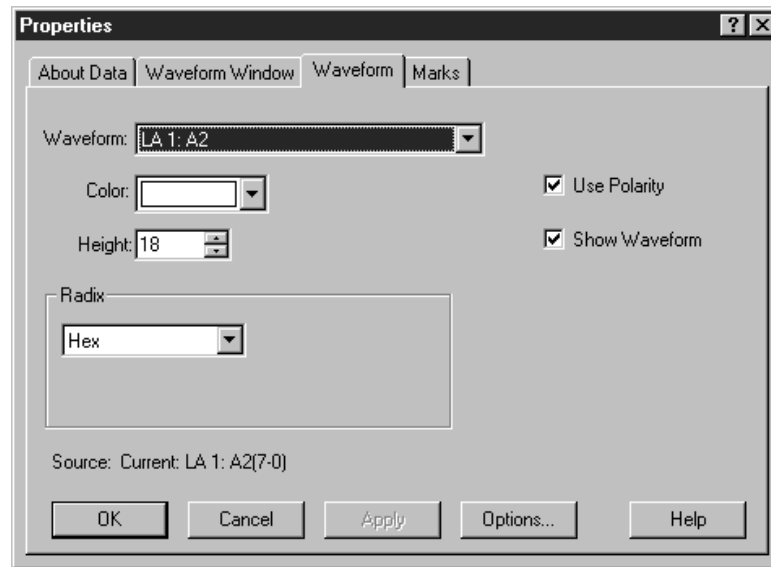 Properties
About Data Waveform Window Waveform Marks
Waveform: LA 1: A2
Color: Use Polarity
Height: 18 Show Waveform
Radix
Hex
Source: Current: LA 1: A2(7-0)
OK Cancel Apply Options... Help